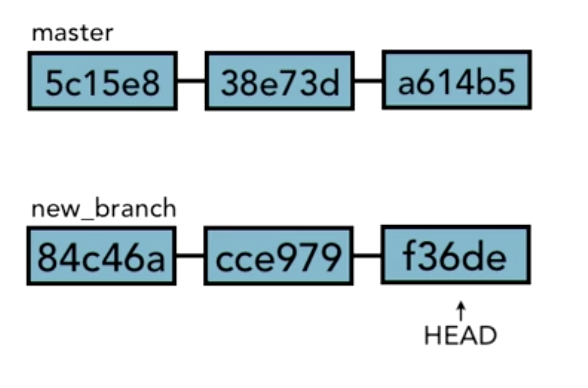 master
5c15e8 38e73d a614b5
new_branch
84c46a cce979 f36de
HEAD